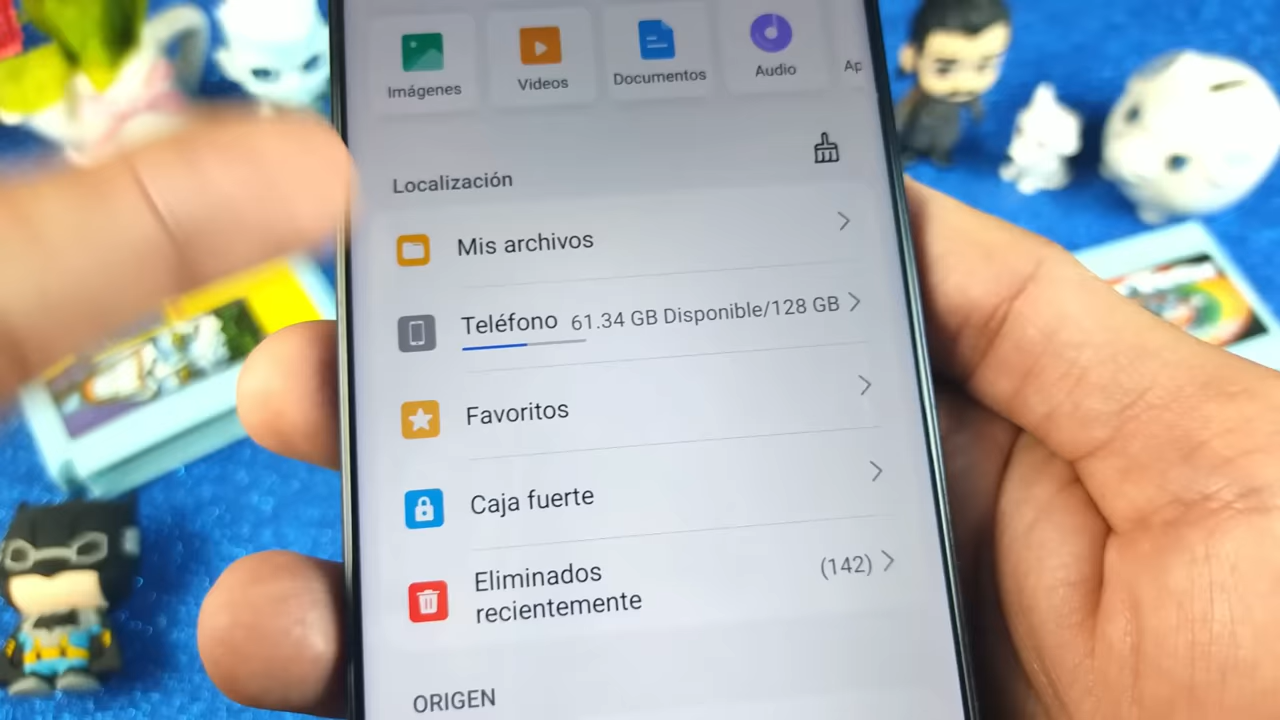 Imágenes
Videos
Documentos
Audio
Ap
Localización
Mis archivos
Teléfono 61.34 GB Disponible/128 GB
Favoritos
Caja fuerte
Eliminados
recientemente
(142)
ORIGEN